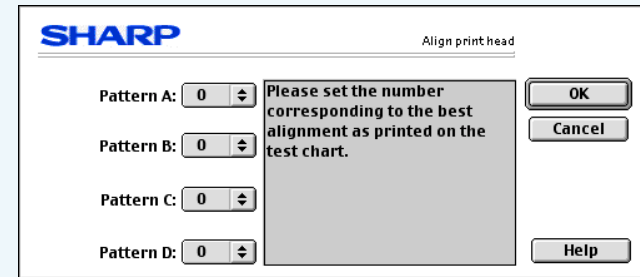 SHARP
Align print head
Pattern A: 0
Please set the number
corresponding to the best
alignment as printed on the
test chart.
OK
Cancel
Pattern B: 0
Pattern C: 0
Pattern D: 0
Help